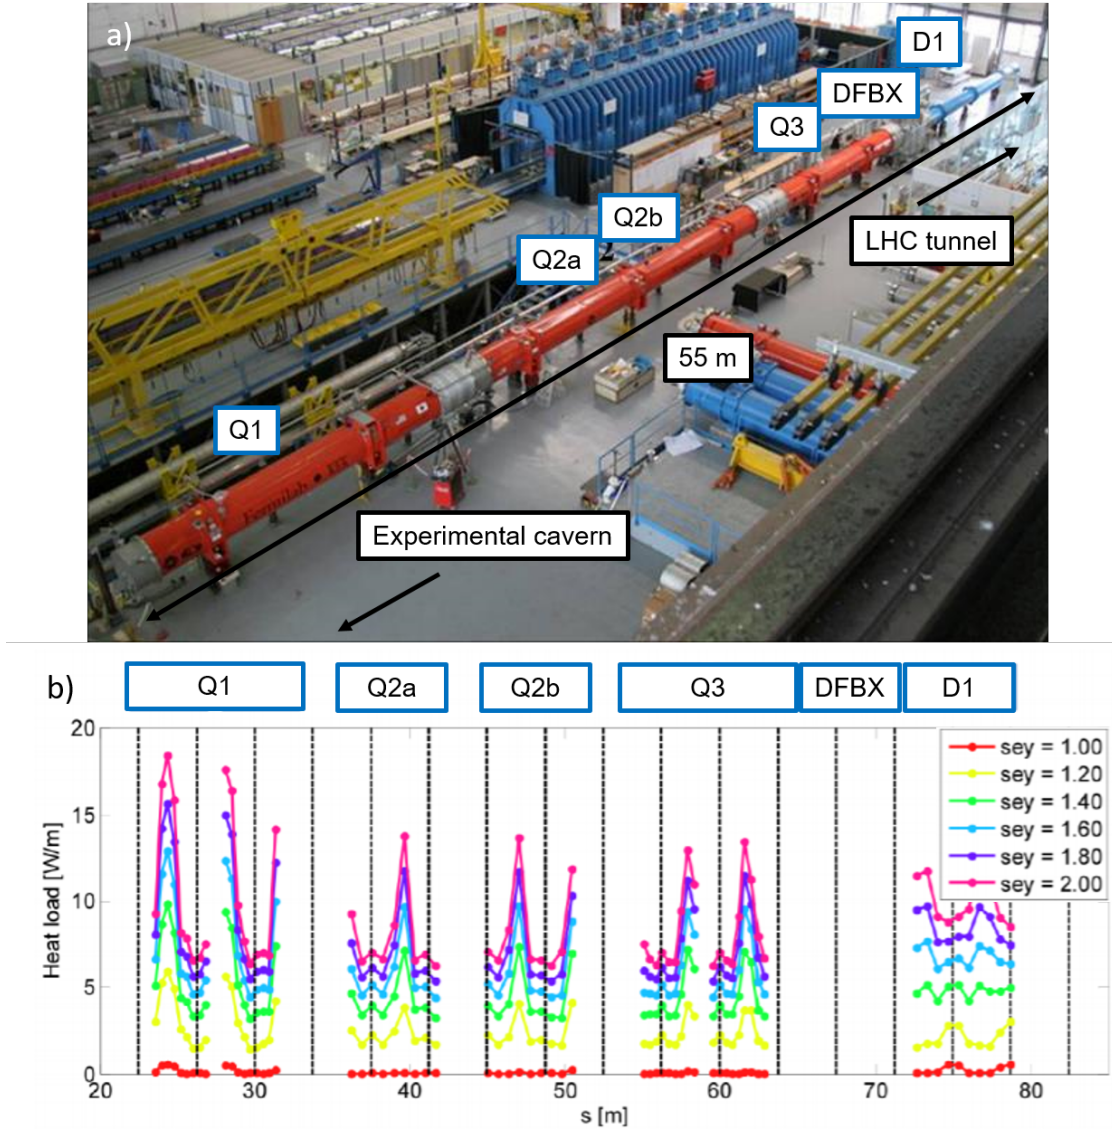 a)
D1
DFBX
Q3
Q2b
Q2a
2
LHC tunnel
55 m
Q1
Fermilab
Experimental cavern
b)
Q1
Q2a
Q2b
Q3
DFBX
D1
20
15
10
5
0
Heat load [W/m]
sey = 1.00
sey = 1.20
sey = 1.40
sey = 1.60
sey = 1.80
sey = 2.00
20
30
40
50
60
70
80
s [m]